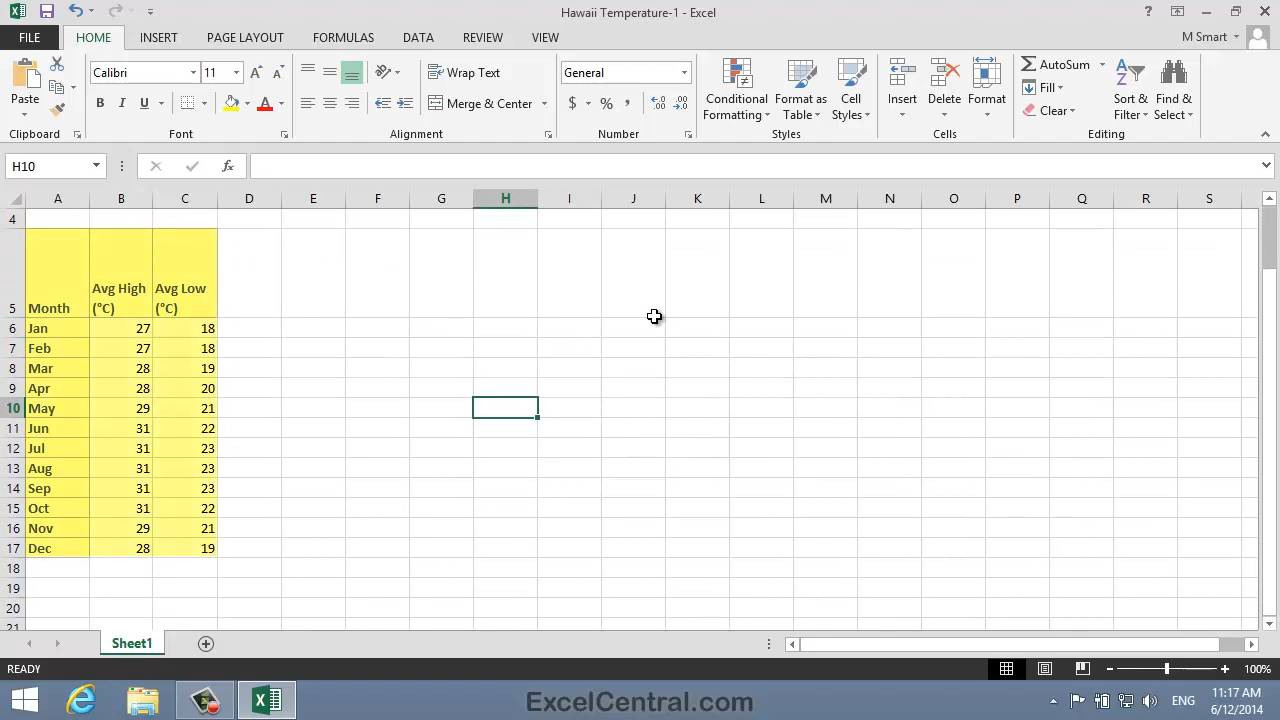 Hawaii Temperature-1 - Excel
?
FILE HOME INSERT PAGE LAYOUT FORMULAS DATA REVIEW VIEW M Smart
Paste
Calibri 11
B I U A
Wrap Text
Merge & Center
General
$ % ,
Conditional Formatting
Format as Table
Cell Styles
Insert Delete Format
AutoSum
Fill
Clear
Sort & Filter
Find & Select
Clipboard Font Alignment Number Styles Cells Editing
H10 fx
A B C D E F G H I J K L M N O P Q R S
4
5 Month Avg High (°C) Avg Low (°C)
6 Jan 27 18
7 Feb 27 18
8 Mar 28 19
9 Apr 28 20
10 May 29 21
11 Jun 31 22
12 Jul 31 23
13 Aug 31 23
14 Sep 31 23
15 Oct 31 22
16 Nov 29 21
17 Dec 28 19
18
19
20
21
Sheet1
READY 100%
ExcelCentral.com
ENG
11:17 AM
6/12/2014